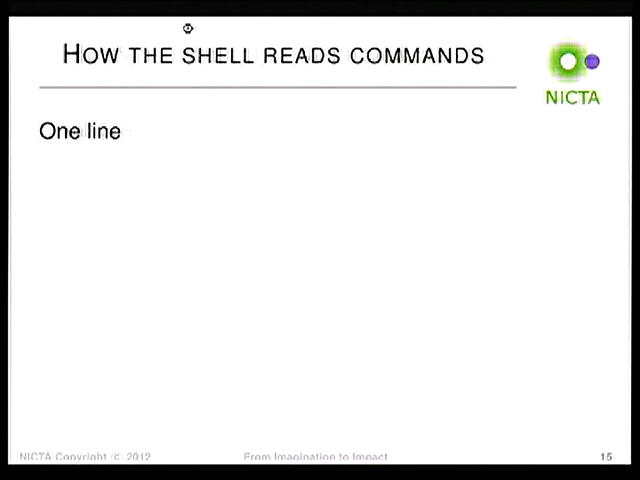 HOW THE SHELL READS COMMANDS
NICTA
One line
NICTA Copyright © 2012
From Imagination to Impact
15